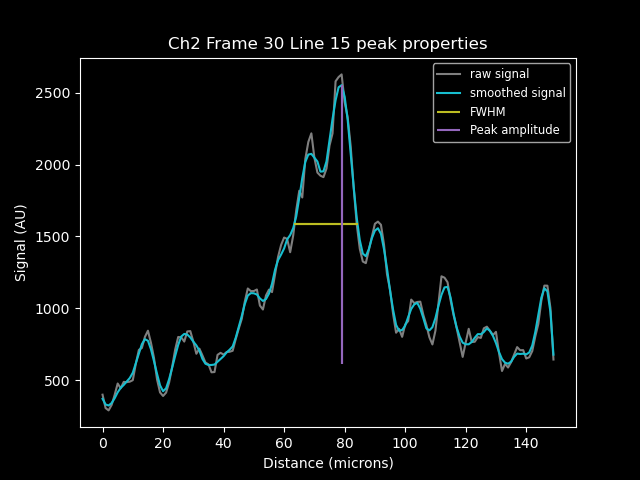 Ch2 Frame 30 Line 15 peak properties
raw signal
smoothed signal
FWHM
Peak amplitude
Signal (AU)
2500
2000
1500
1000
500
0 20 40 60 80 100 120 140
Distance (microns)